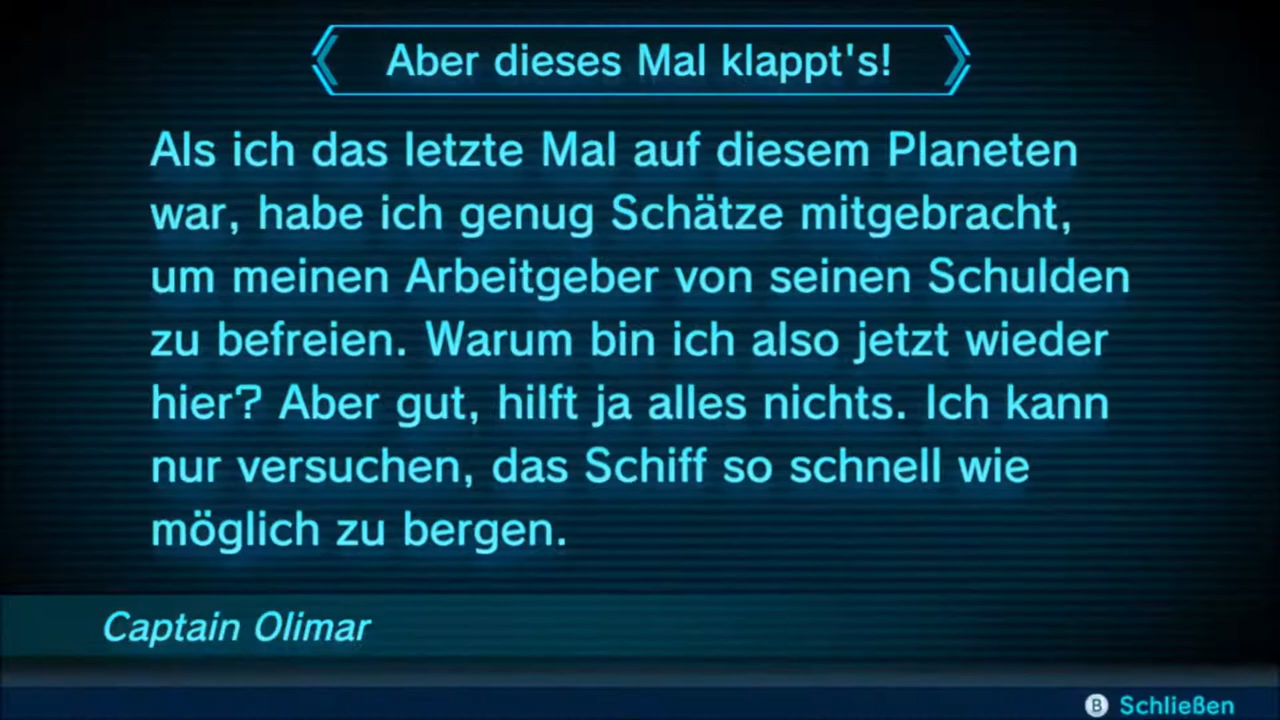 Aber dieses Mal klappt's!
Als ich das letzte Mal auf diesem Planeten
war, habe ich genug Schätze mitgebracht,
um meinen Arbeitgeber von seinen Schulden
zu befreien. Warum bin ich also jetzt wieder
hier? Aber gut, hilft ja alles nichts. Ich kann
nur versuchen, das Schiff so schnell wie
möglich zu bergen.
Captain Olimar
B Schließen